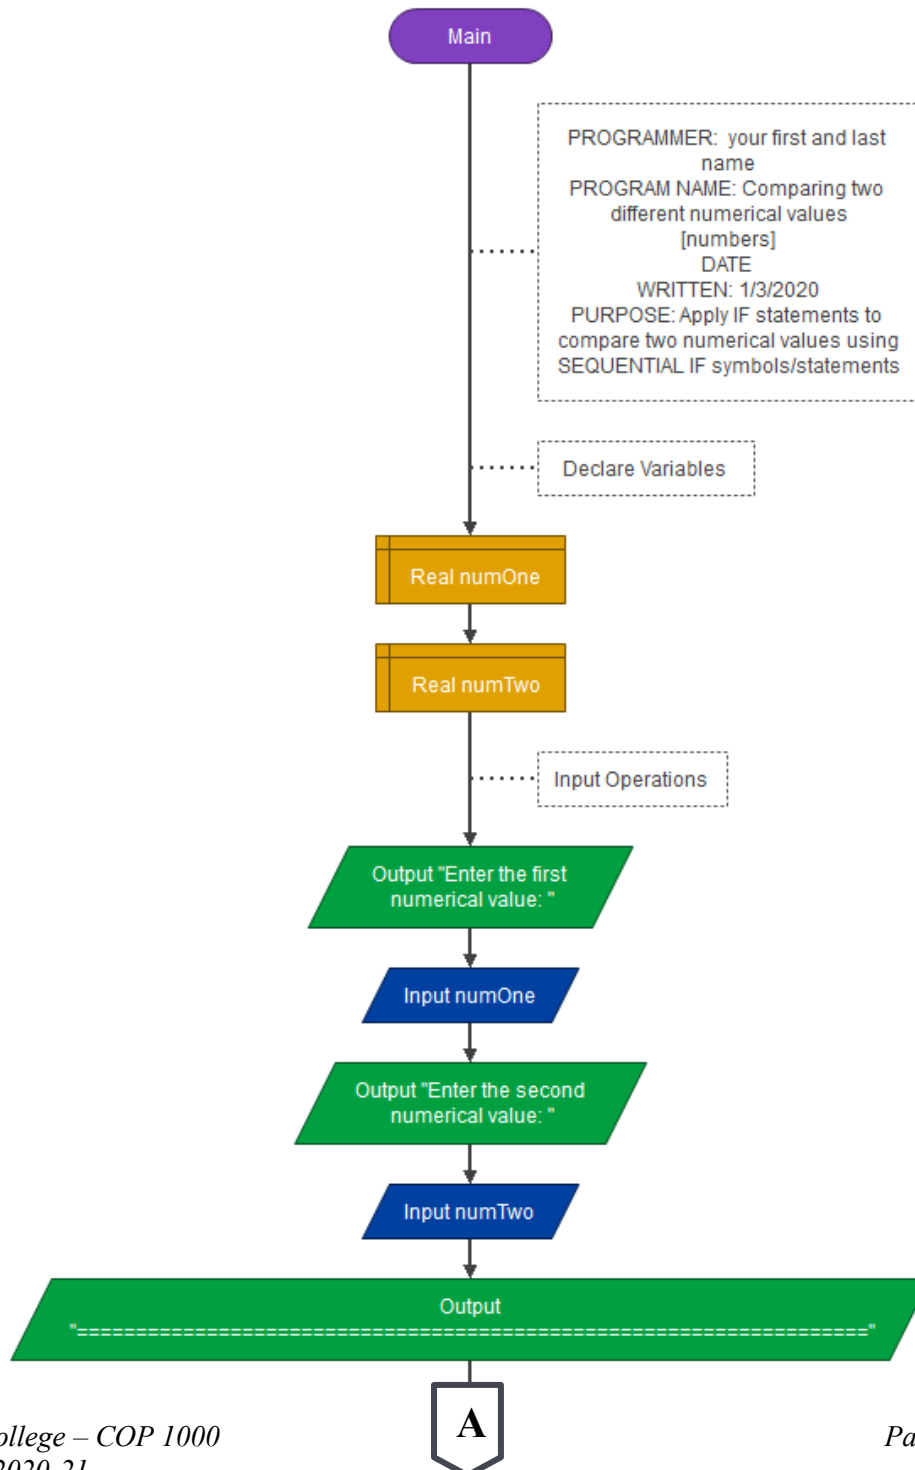 Main
PROGRAMMER: your first and last
name
PROGRAM NAME: Comparing two
different numerical values
[numbers]
DATE
WRITTEN: 1/3/2020
PURPOSE: Apply IF statements to
compare two numerical values using
SEQUENTIAL IF symbols/statements
Declare Variables
Real numOne
Real numTwo
Input Operations
Output "Enter the first
numerical value: "
Input numOne
Output "Enter the second
numerical value: "
Input numTwo
Output
"===================================================================="
A
ollege – COP 1000
Pa
2020-21